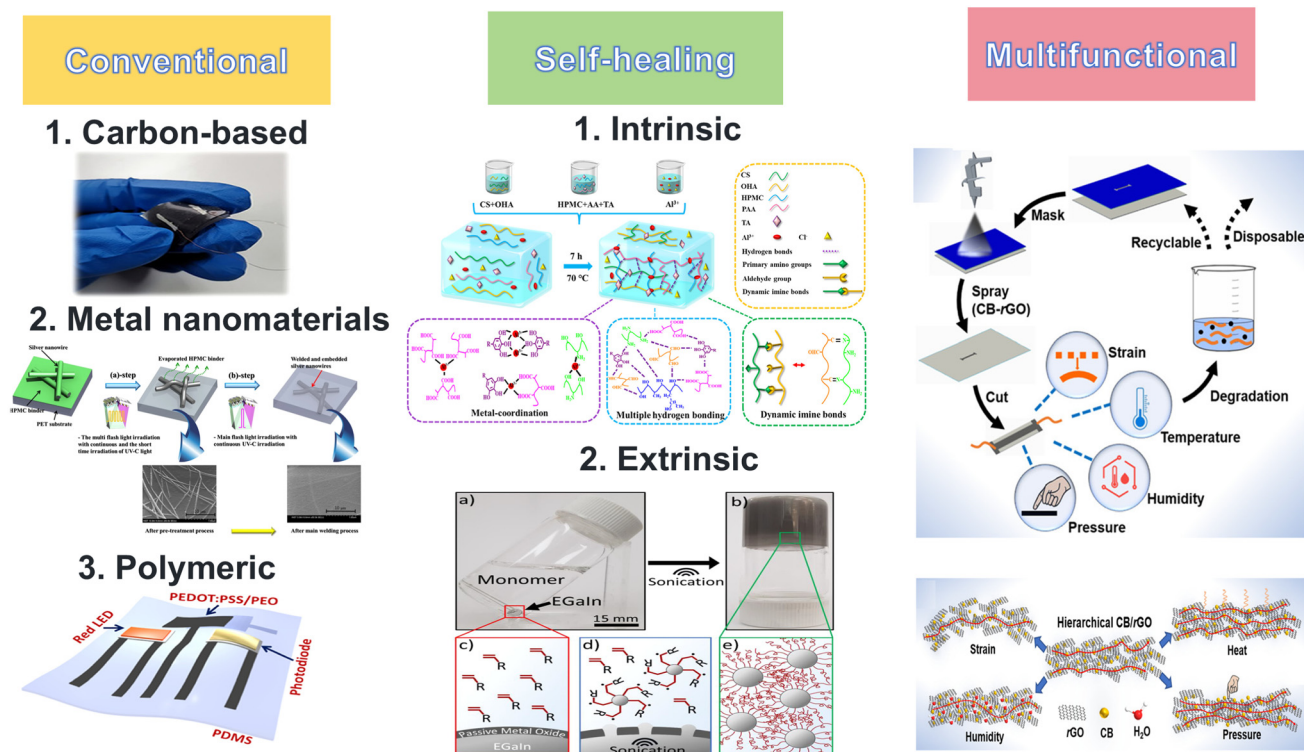 Conventional
1. Carbon-based
2. Metal nanomaterials
Silver nanowire
HPMC binder
PET substrate
(a)-step
Evaporated HPMC binder
(b)-step
Welded and embedded
silver nanowires
- The multi flash light irradiation
with continuous and the short
time irradiation of UV-C light
- Main flash light irradiation with
continuous UV-C irradiation
After pre-treatment process
After main welding process
3. Polymeric
PEDOT:PSS/PEO
Red LED
Photodiode
PDMS
Self-healing
1. Intrinsic
CS+OHA
HPMC+AA+TA
Al³⁺
7 h
70 °C
CS
OHA
HPMC
PAA
TA
Al³⁺
Cl⁻
Hydrogen bonds
Primary amino groups
Aldehyde group
Dynamic imine bonds
Metal-coordination
Multiple hydrogen bonding
Dynamic imine bonds
2. Extrinsic
a)
Monomer
EGaIn
15 mm
Sonication
b)
c)
R
R
R
R
R
R
Passive Metal Oxide
EGaIn
d)
Sonication
e)
Multifunctional
Mask
Recyclable
Disposable
Spray
(CB-rGO)
Cut
Strain
Temperature
Humidity
Pressure
Degradation
Strain
Hierarchical CB/rGO
Heat
Humidity
rGO
CB
H₂O
Pressure